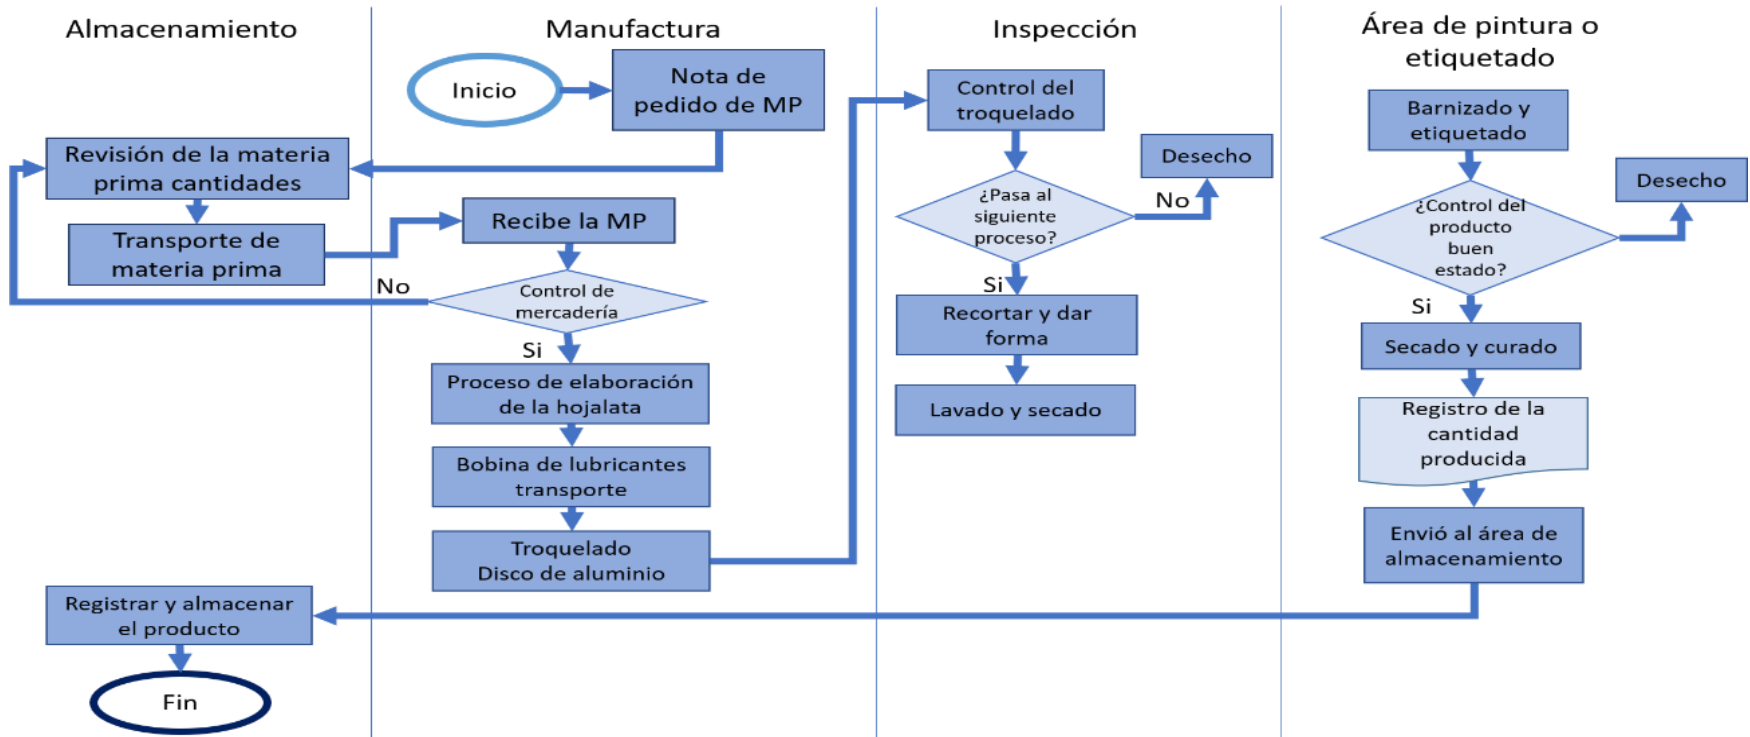 Almacenamiento
Manufactura
Inspección
Área de pintura o
etiquetado
Inicio
Nota de
pedido de MP
Revisión de la materia
prima cantidades
Transporte de
materia prima
Recibe la MP
Control de
mercadería
No
Si
Proceso de elaboración
de la hojalata
Bobina de lubricantes
transporte
Troquelado
Disco de aluminio
Control del
troquelado
¿Pasa al
siguiente
proceso?
No
Desecho
Si
Recortar y dar
forma
Lavado y secado
Barnizado y
etiquetado
¿Control del
producto
buen
estado?
Desecho
Si
Secado y curado
Registro de la
cantidad
producida
Envió al área de
almacenamiento
Registrar y almacenar
el producto
Fin